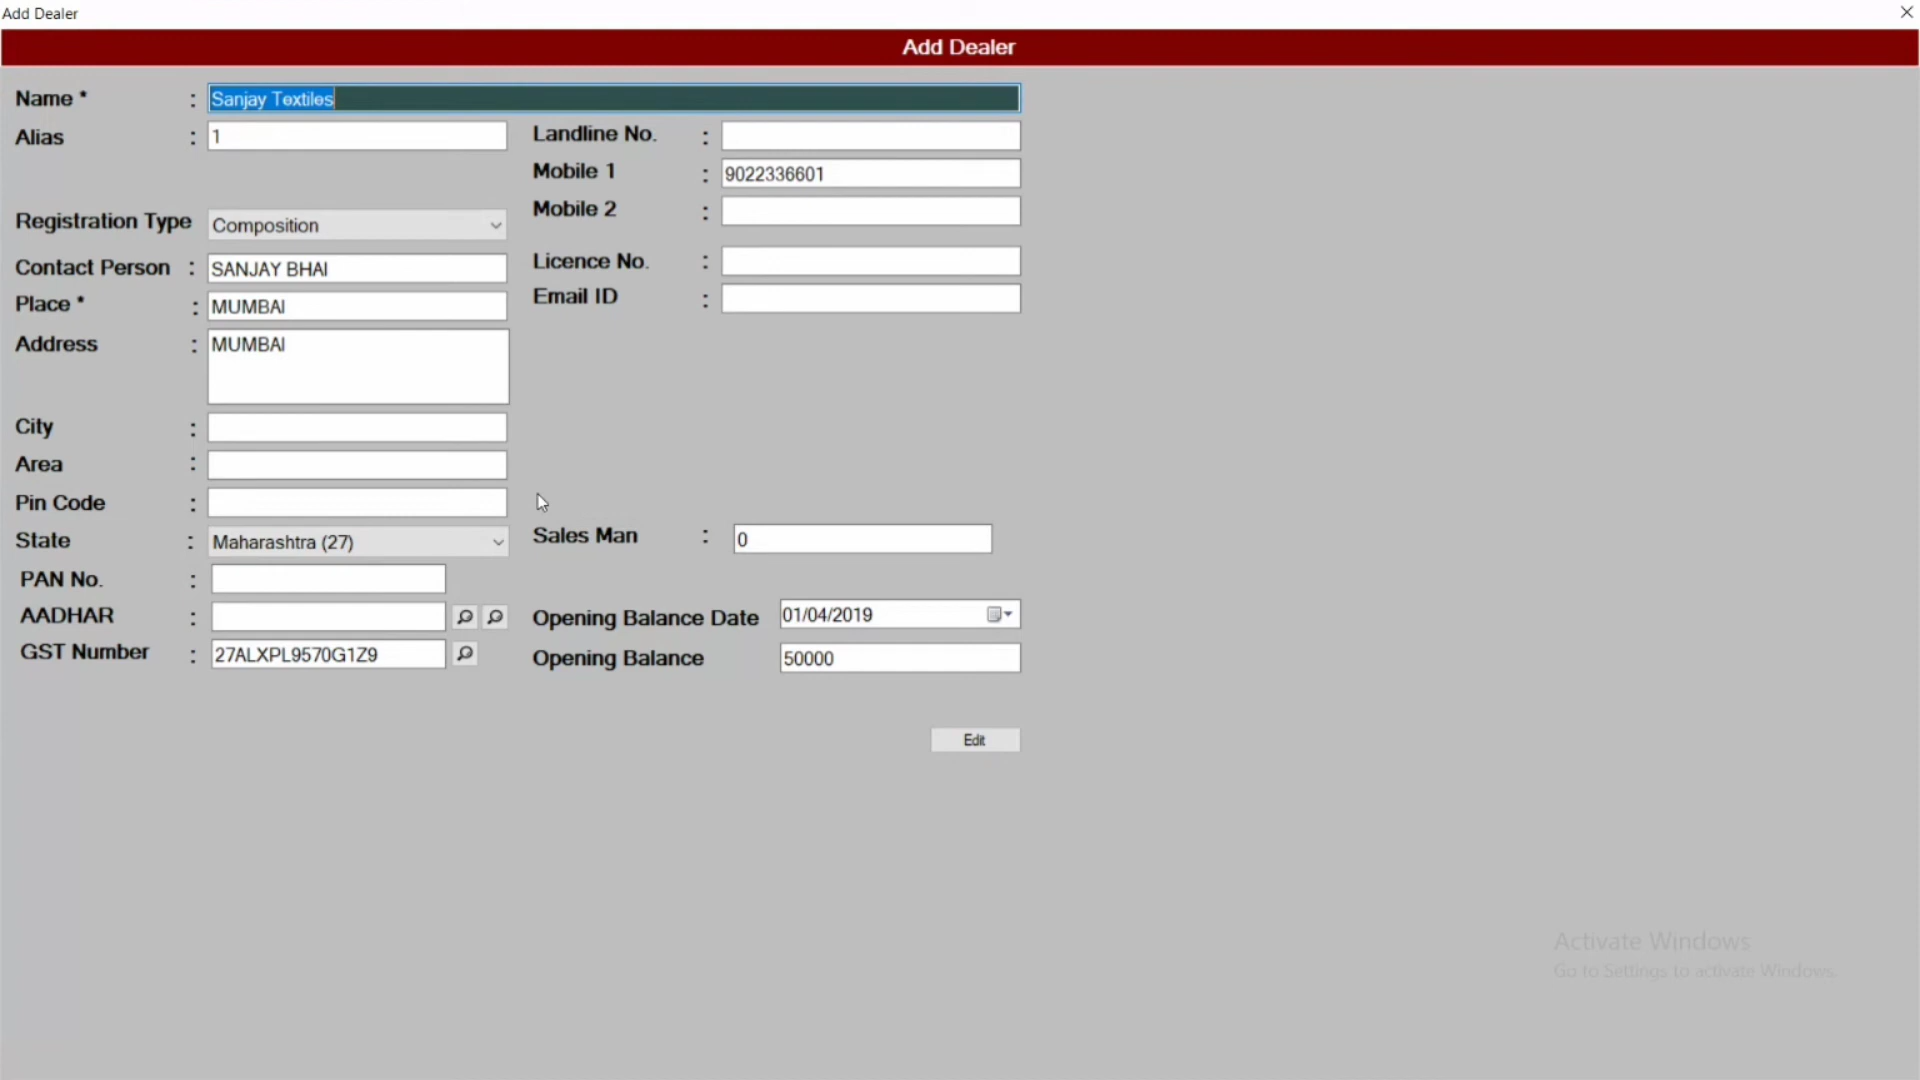 Add Dealer
Add Dealer
Name * : Sanjay Textiles
Alias : 1
Landline No. :
Mobile 1 : 9022336601
Mobile 2 :
Registration Type Composition
Contact Person : SANJAY BHAI
Licence No. :
Place * : MUMBAI
Email ID :
Address : MUMBAI
City :
Area :
Pin Code :
State : Maharashtra (27)
Sales Man : 0
PAN No. :
AADHAR :
Opening Balance Date 01/04/2019
GST Number : 27ALXPL9570G1Z9
Opening Balance 50000
Edit
Activate Windows
Go to Settings to activate Windows.